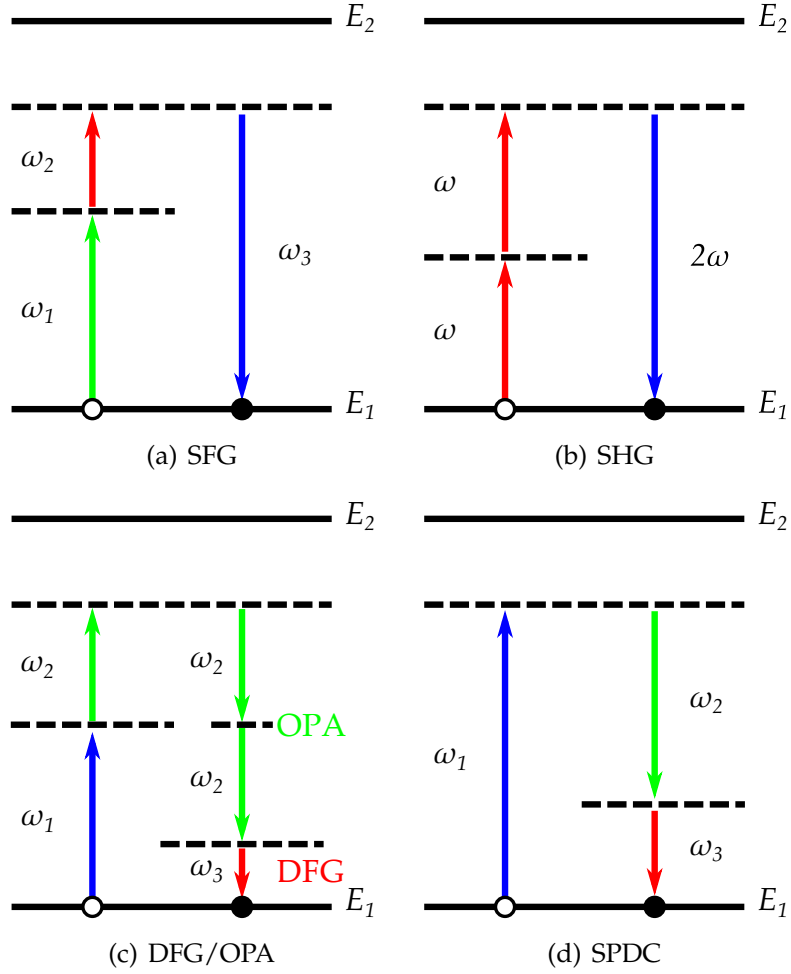 E₂ E₂
ω₂ ω
ω₃ 2ω
ω₁ ω
E₁ E₁
(a) SFG (b) SHG
E₂ E₂
ω₂ ω₂ ω₂
OPA
ω₁ ω₂ ω₁
ω₃ DFG ω₃
E₁ E₁
(c) DFG/OPA (d) SPDC